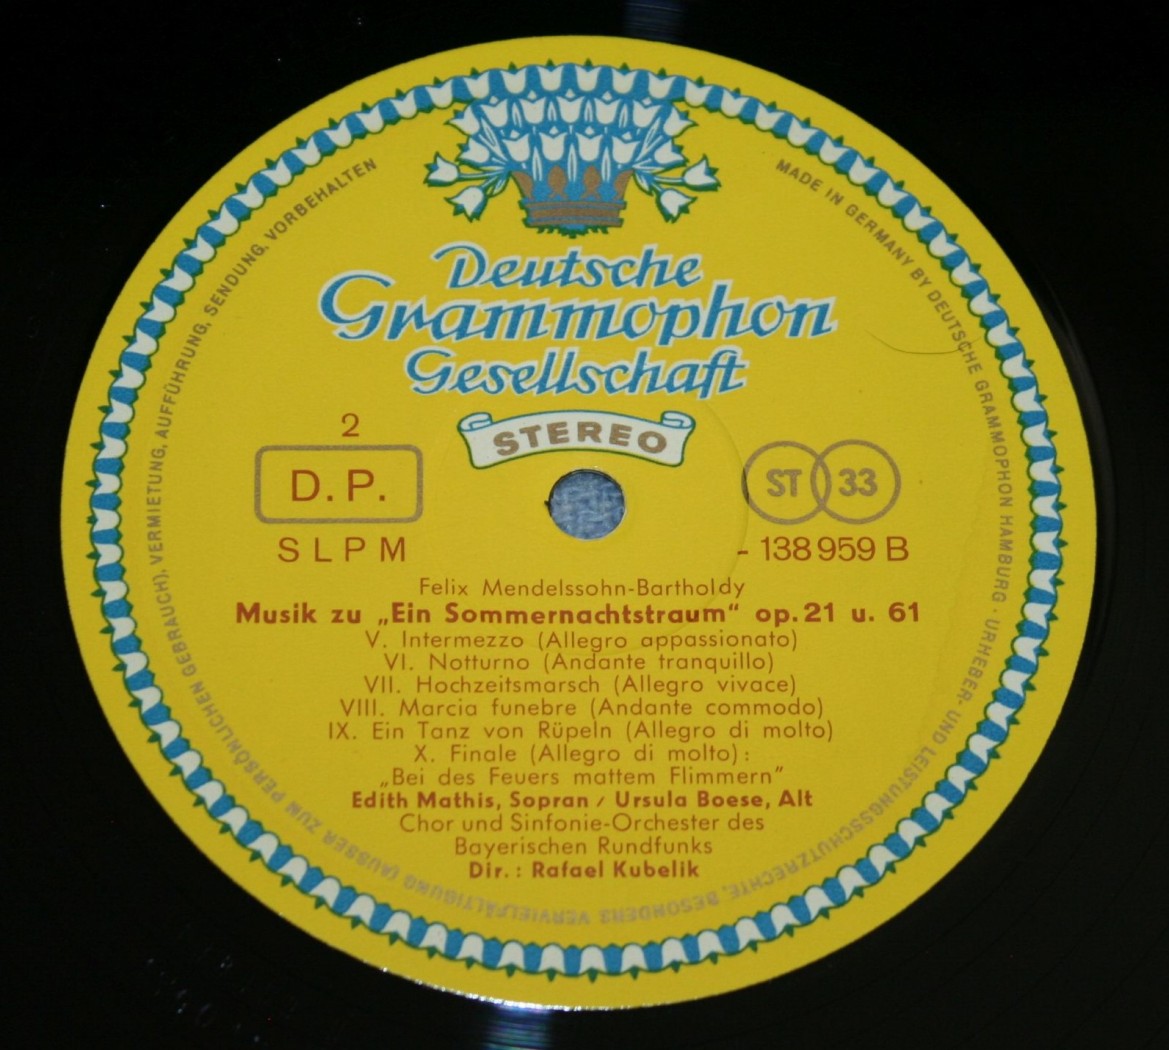 Deutsche
Grammophon
Gesellschaft
STEREO
2
D. P.
SLPM
ST 33
- 138 959 B
Felix Mendelssohn-Bartholdy
Musik zu „Ein Sommernachtstraum“ op. 21 u. 61
V. Intermezzo (Allegro appassionato)
VI. Notturno (Andante tranquillo)
VII. Hochzeitsmarsch (Allegro vivace)
VIII. Marcia funebre (Andante commodo)
IX. Ein Tanz von Rüpeln (Allegro di molto)
X. Finale (Allegro di molto):
„Bei des Feuers mattem Flimmern”
Edith Mathis, Sopran / Ursula Boese, Alt
Chor und Sinfonie-Orchester des
Bayerischen Rundfunks
Dir. : Rafael Kubelik
MADE IN GERMANY BY DEUTSCHE GRAMMOPHON HAMBURG · URHEBER- UND LEISTUNGSSCHUTZRECHTE, BESONDERS VERVIELFÄLTIGUNG (AUSSER ZUM PERSÖNLICHEN GEBRAUCH), VERMIETUNG, AUFFÜHRUNG, SENDUNG, VORBEHALTEN